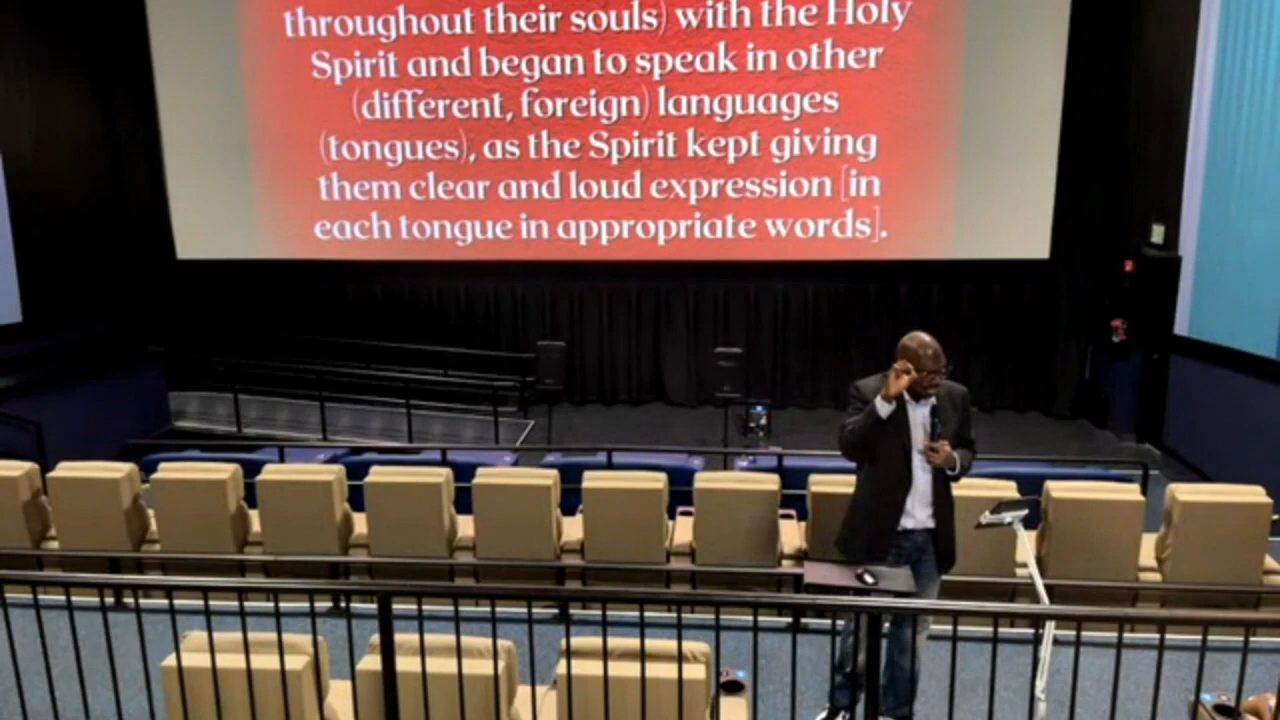 throughout their souls) with the Holy
Spirit and began to speak in other
(different, foreign) languages
(tongues), as the Spirit kept giving
them clear and loud expression [in
each tongue in appropriate words].